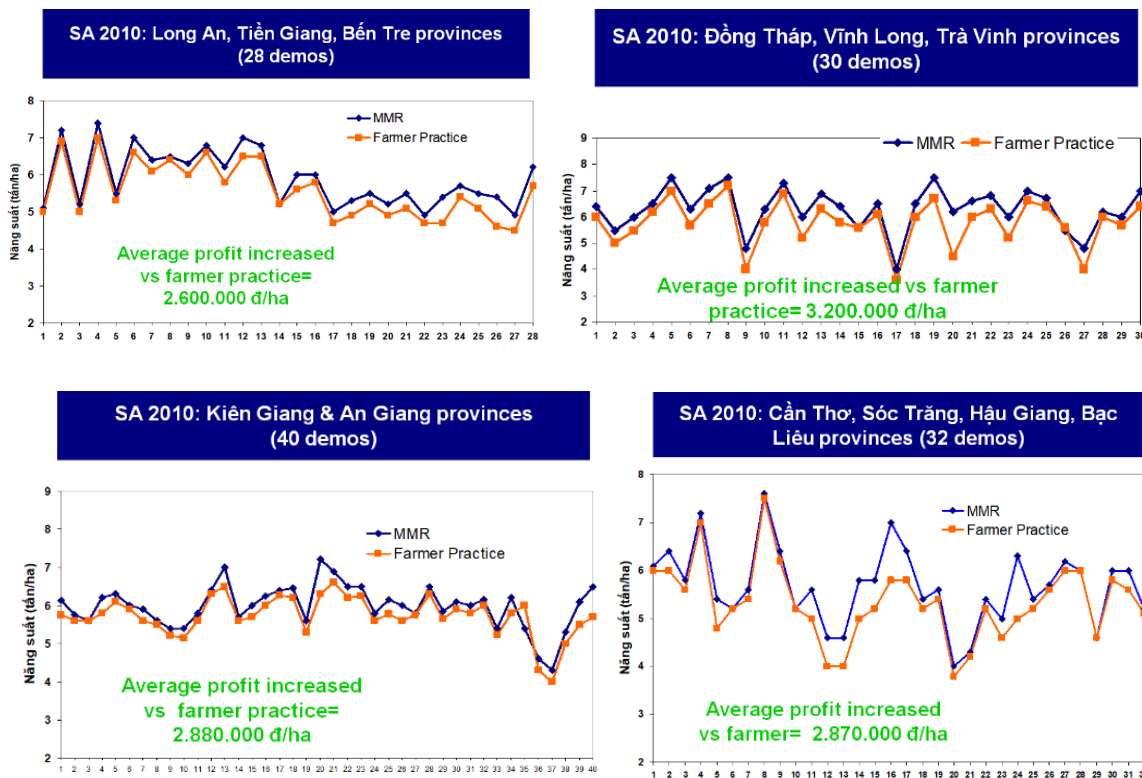 SA 2010: Long An, Tiền Giang, Bến Tre provinces
(28 demos)
Năng suất (tấn/ha)
8
7
6
5
4
3
2
MMR
Farmer Practice
Average profit increased
vs farmer practice=
2.600.000 đ/ha
1 2 3 4 5 6 7 8 9 10 11 12 13 14 15 16 17 18 19 20 21 22 23 24 25 26 27 28
SA 2010: Đồng Tháp, Vĩnh Long, Trà Vinh provinces
(30 demos)
Năng suất (tấn/ha)
9
8
7
6
5
4
3
2
MMR Farmer Practice
Average profit increased vs farmer
practice= 3.200.000 đ/ha
1 2 3 4 5 6 7 8 9 10 11 12 13 14 15 16 17 18 19 20 21 22 23 24 25 26 27 28 29 30
SA 2010: Kiên Giang & An Giang provinces
(40 demos)
Năng suất (tấn/ha)
9
8
7
6
5
4
3
2
MMR
Farmer Practice
Average profit increased
vs farmer practice=
2.880.000 đ/ha
1 2 3 4 5 6 7 8 9 10 11 12 13 14 15 16 17 18 19 20 21 22 23 24 25 26 27 28 29 30 31 32 33 34 35 36 37 38 39 40
SA 2010: Cần Thơ, Sóc Trăng, Hậu Giang, Bạc
Liêu provinces (32 demos)
Năng suất (tấn/ha)
8
7
6
5
4
3
2
MMR
Farmer Practice
Average profit increased
vs farmer= 2.870.000 đ/ha
1 2 3 4 5 6 7 8 9 10 11 12 13 14 15 16 17 18 19 20 21 22 23 24 25 26 27 28 29 30 31